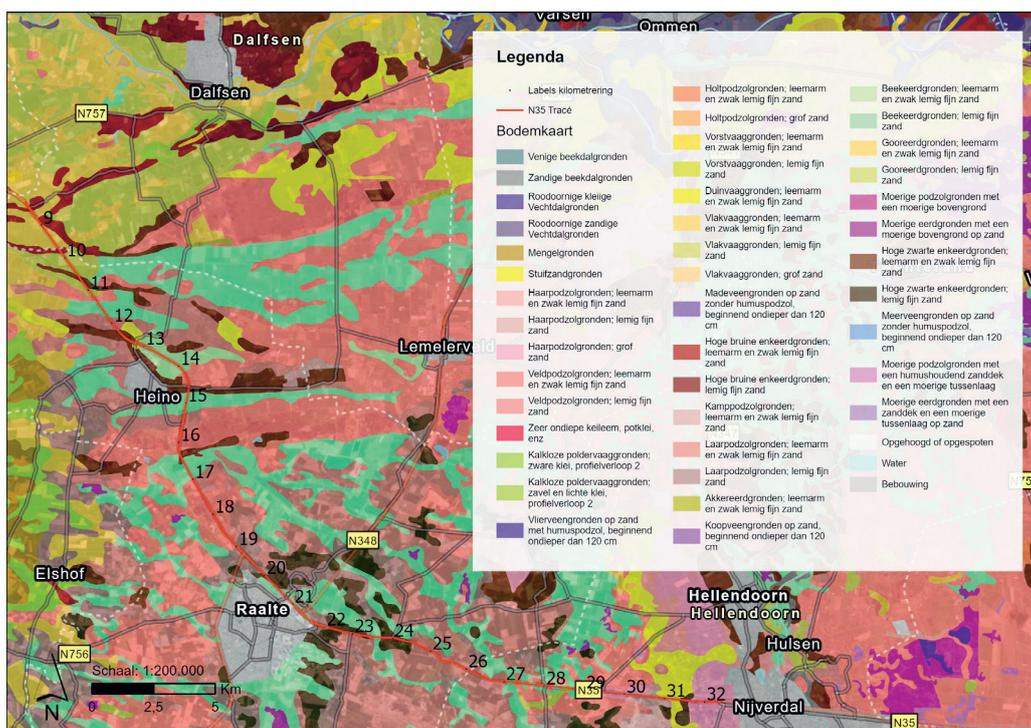 Varsen
Ommen
Dalfsen
Dalfsen
N757
Lemelerveld
Heino
N348
Elshof
Raalte
N756
Hellendoorn
Hellendoorn
Hulsen
Nijverdal
N35
N35
9
10
11
12
13
14
15
16
17
18
19
20
21
22
23
24
25
26
27
28
29
30
31
32
Schaal: 1:200.000
Km
0
2,5
5
N
Legenda
Labels kilometrering
N35 Tracé
Bodemkaart
Venige beekdalgronden
Zandige beekdalgronden
Roodoornige kleiige
Vechtdalgronden
Roodoornige zandige
Vechtdalgronden
Mengelgronden
Stuifzandgronden
Haarpodzolgronden; leemarm
en zwak lemig fijn zand
Haarpodzolgronden; lemig fijn
zand
Haarpodzolgronden; grof
zand
Veldpodzolgronden; leemarm
en zwak lemig fijn zand
Veldpodzolgronden; lemig fijn
zand
Zeer ondiepe keileem, potklei,
enz
Kalkloze poldervaaggronden;
zware klei, profielverloop 2
Kalkloze poldervaaggronden;
zavel en lichte klei,
profielverloop 2
Vlierveengronden op zand
met humuspodzol, beginnend
ondieper dan 120 cm
Holtpodzolgronden; leemarm
en zwak lemig fijn zand
Holtpodzolgronden; grof zand
Vorstvaaggronden; leemarm
en zwak lemig fijn zand
Vorstvaaggronden; lemig fijn
zand
Duinvaaggronden; leemarm
en zwak lemig fijn zand
Vlakvaaggronden; leemarm
en zwak lemig fijn zand
Vlakvaaggronden; lemig fijn
zand
Vlakvaaggronden; grof zand
Madeveengronden op zand
zonder humuspodzol,
beginnend ondieper dan 120
cm
Hoge bruine enkeerdgronden;
leemarm en zwak lemig fijn
zand
Hoge bruine enkeerdgronden;
lemig fijn zand
Kamppodzolgronden;
leemarm en zwak lemig fijn
zand
Laarpodzolgronden; leemarm
en zwak lemig fijn zand
Laarpodzolgronden; lemig fijn
zand
Akkereerdgronden; leemarm
en zwak lemig fijn zand
Koopveengronden op zand,
beginnend ondieper dan 120
cm
Beekeerdgronden; leemarm
en zwak lemig fijn zand
Beekeerdgronden; lemig fijn
zand
Gooreerdgronden; leemarm
en zwak lemig fijn zand
Gooreerdgronden; lemig fijn
zand
Moerige podzolgronden met
een moerige bovengrond
Moerige eerdgronden met een
moerige bovengrond op zand
Hoge zwarte enkeerdgronden;
leemarm en zwak lemig fijn
zand
Hoge zwarte enkeerdgronden;
lemig fijn zand
Meerveengronden op zand
zonder humuspodzol,
beginnend ondieper dan 120
cm
Moerige podzolgronden met
een humushoudend zanddek
en een moerige tussenlaag
Moerige eerdgronden met een
zanddek en een moerige
tussenlaag op zand
Opgehoogd of opgespoten
Water
Bebouwing